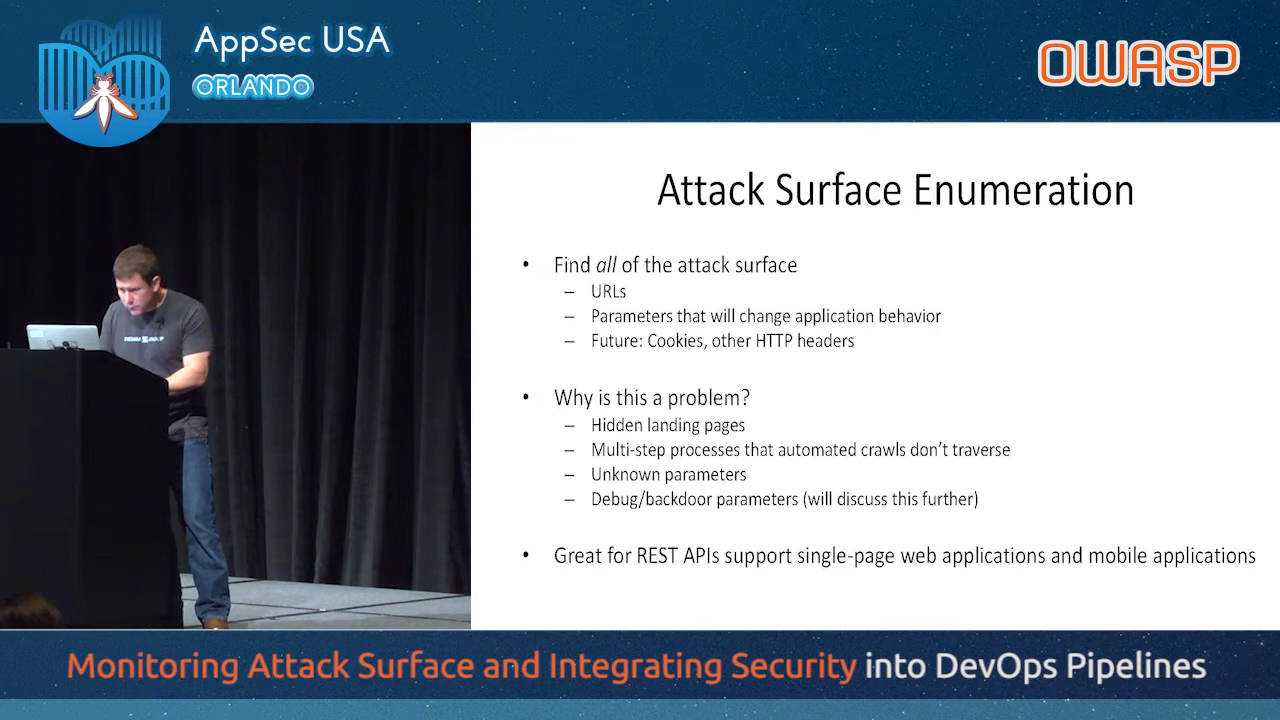 AppSec USA
ORLANDO
OWASP
Attack Surface Enumeration
• Find all of the attack surface
– URLs
– Parameters that will change application behavior
– Future: Cookies, other HTTP headers
• Why is this a problem?
– Hidden landing pages
– Multi-step processes that automated crawls don’t traverse
– Unknown parameters
– Debug/backdoor parameters (will discuss this further)
• Great for REST APIs support single-page web applications and mobile applications
Monitoring Attack Surface and Integrating Security into DevOps Pipelines